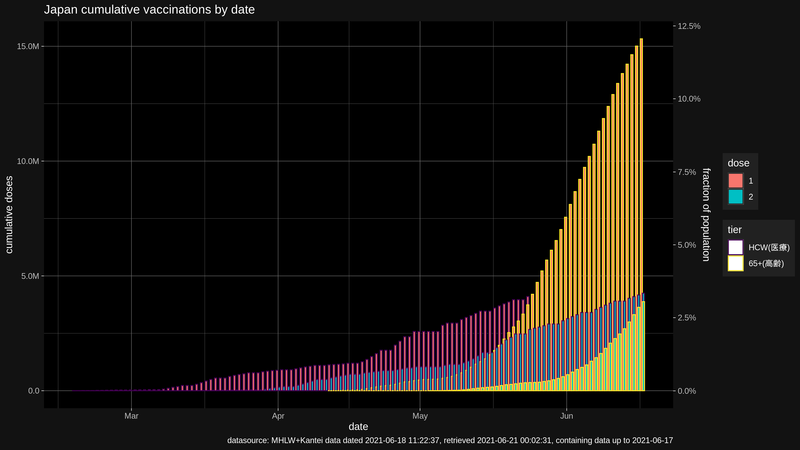 Japan cumulative vaccinations by date
12.5%
15.0M
10.0%
10.0M
7.5%
5.0M
5.0%
2.5%
0.0
0.0%
cumulative doses
fraction of population
dose
1
2
tier
HCW(医療)
65+(高齢)
Mar
Apr
May
Jun
date
datasource: MHLW+Kantei data dated 2021-06-18 11:22:37, retrieved 2021-06-21 00:02:31, containing data up to 2021-06-17